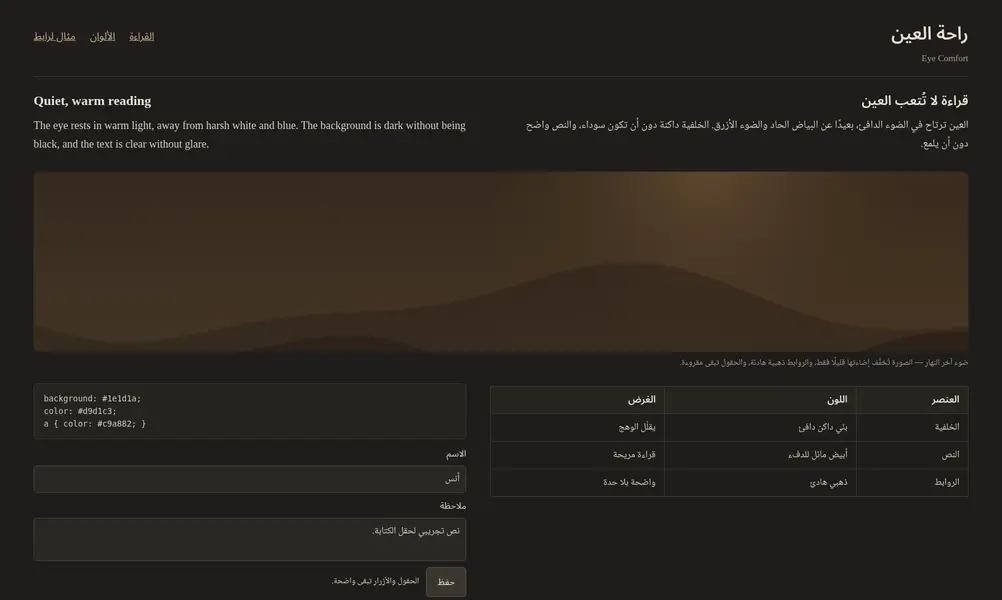 راحة العين
Eye Comfort
القراءة الألوان مثال لرابط
قراءة لا تُتعب العين
العين ترتاح في الضوء الدافئ، بعيدًا عن البياض الحاد والضوء الأزرق. الخلفية داكنة دون أن تكون سوداء، والنص واضح
دون أن يلمع.
Quiet, warm reading
The eye rests in warm light, away from harsh white and blue. The background is dark without being
black, and the text is clear without glare.
ضوء آخر النهار — الصورة تُخفَّف إضاءتها قليلًا فقط، والروابط ذهبية هادئة، والحقول تبقى مقروءة.
العنصر اللون الغرض
الخلفية بني داكن دافئ يقلّل الوهج
النص أبيض مائل للدفء قراءة مريحة
الروابط ذهبي هادئ واضحة بلا حدة
background: #1e1d1a;
color: #d9d1c3;
a { color: #c9a882; }
الاسم
أنس
ملاحظة
نص تجريبي لحقل الكتابة.
حفظ الحقول والأزرار تبقى واضحة.